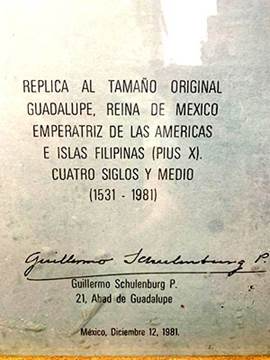 REPLICA AL TAMAÑO ORIGINAL
GUADALUPE, REINA DE MEXICO
EMPERATRIZ DE LAS AMERICAS
E ISLAS FILIPINAS (PIUS X).
CUATRO SIGLOS Y MEDIO
(1531 - 1981)
Guillermo Schulenburg P.
Guillermo Schulenburg P.
21, Abad de Guadalupe
México, Diciembre 12, 1981.